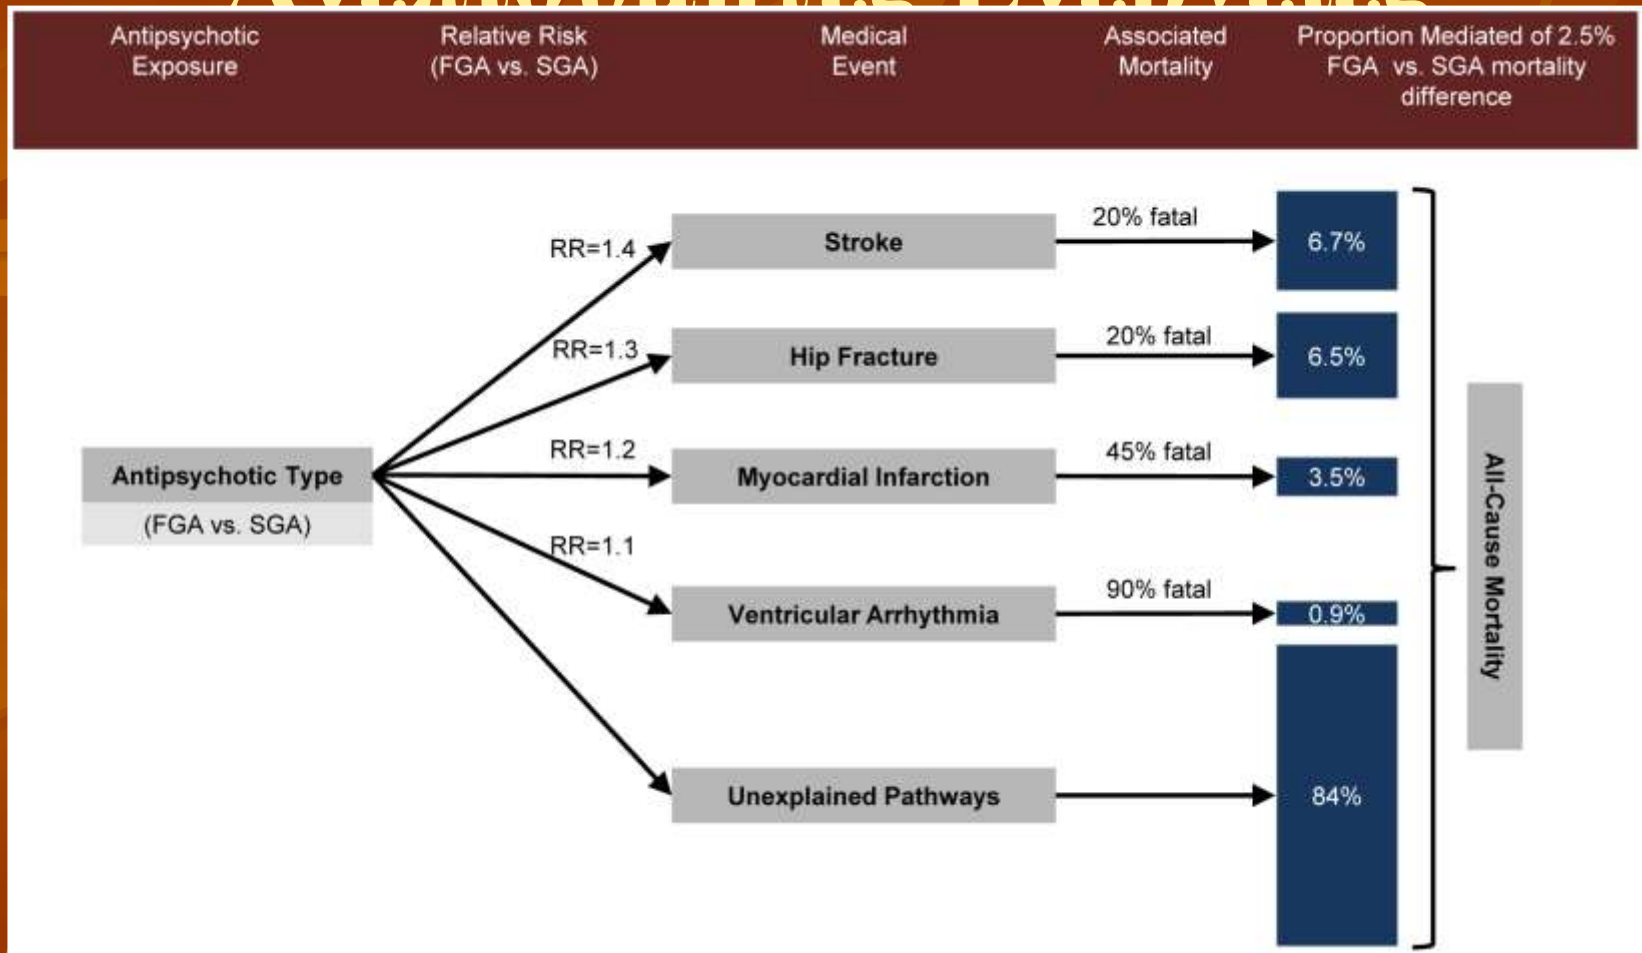 Antipsychotic
Exposure
Relative Risk
(FGA vs. SGA)
Medical
Event
Associated
Mortality
Proportion Mediated of 2.5%
FGA vs. SGA mortality
difference
RR=1.4
Stroke
20% fatal
6.7%
RR=1.3
Hip Fracture
20% fatal
6.5%
Antipsychotic Type
(FGA vs. SGA)
RR=1.2
Myocardial Infarction
45% fatal
3.5%
RR=1.1
Ventricular Arrhythmia
90% fatal
0.9%
Unexplained Pathways
84%
All-Cause Mortality